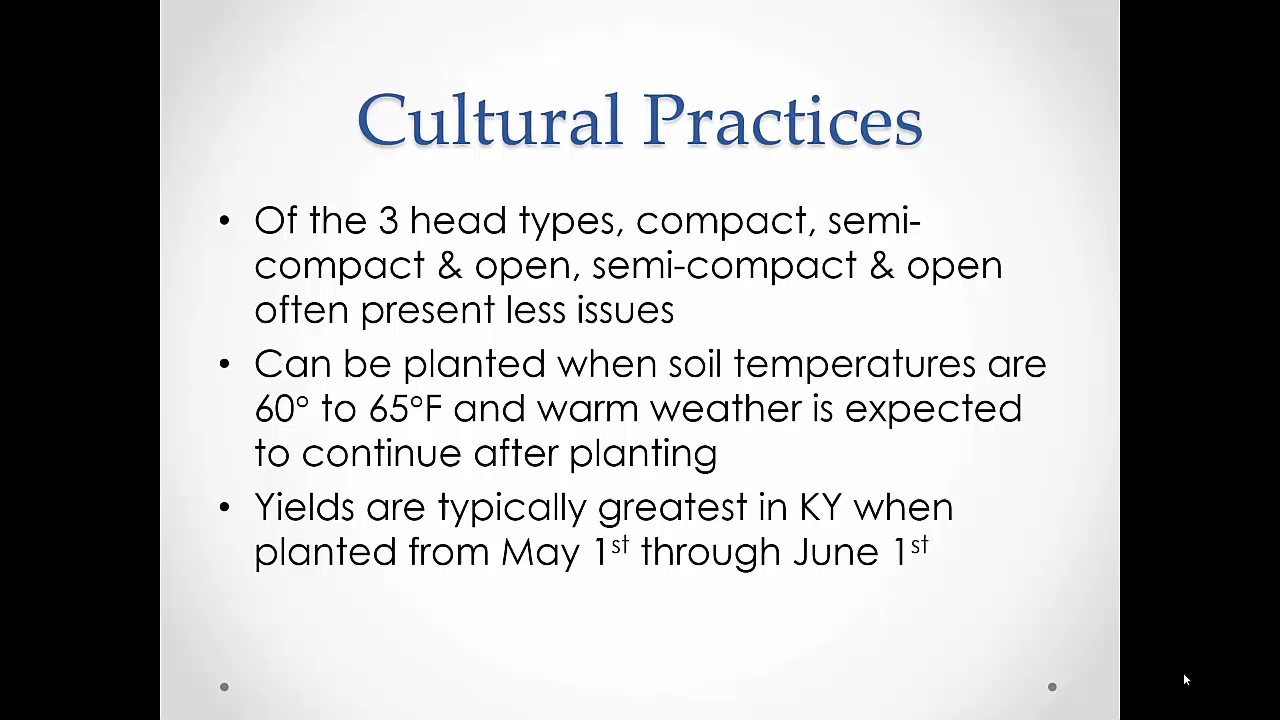 Cultural Practices
• Of the 3 head types, compact, semi-
compact & open, semi-compact & open
often present less issues
• Can be planted when soil temperatures are
60° to 65°F and warm weather is expected
to continue after planting
• Yields are typically greatest in KY when
planted from May 1st through June 1st